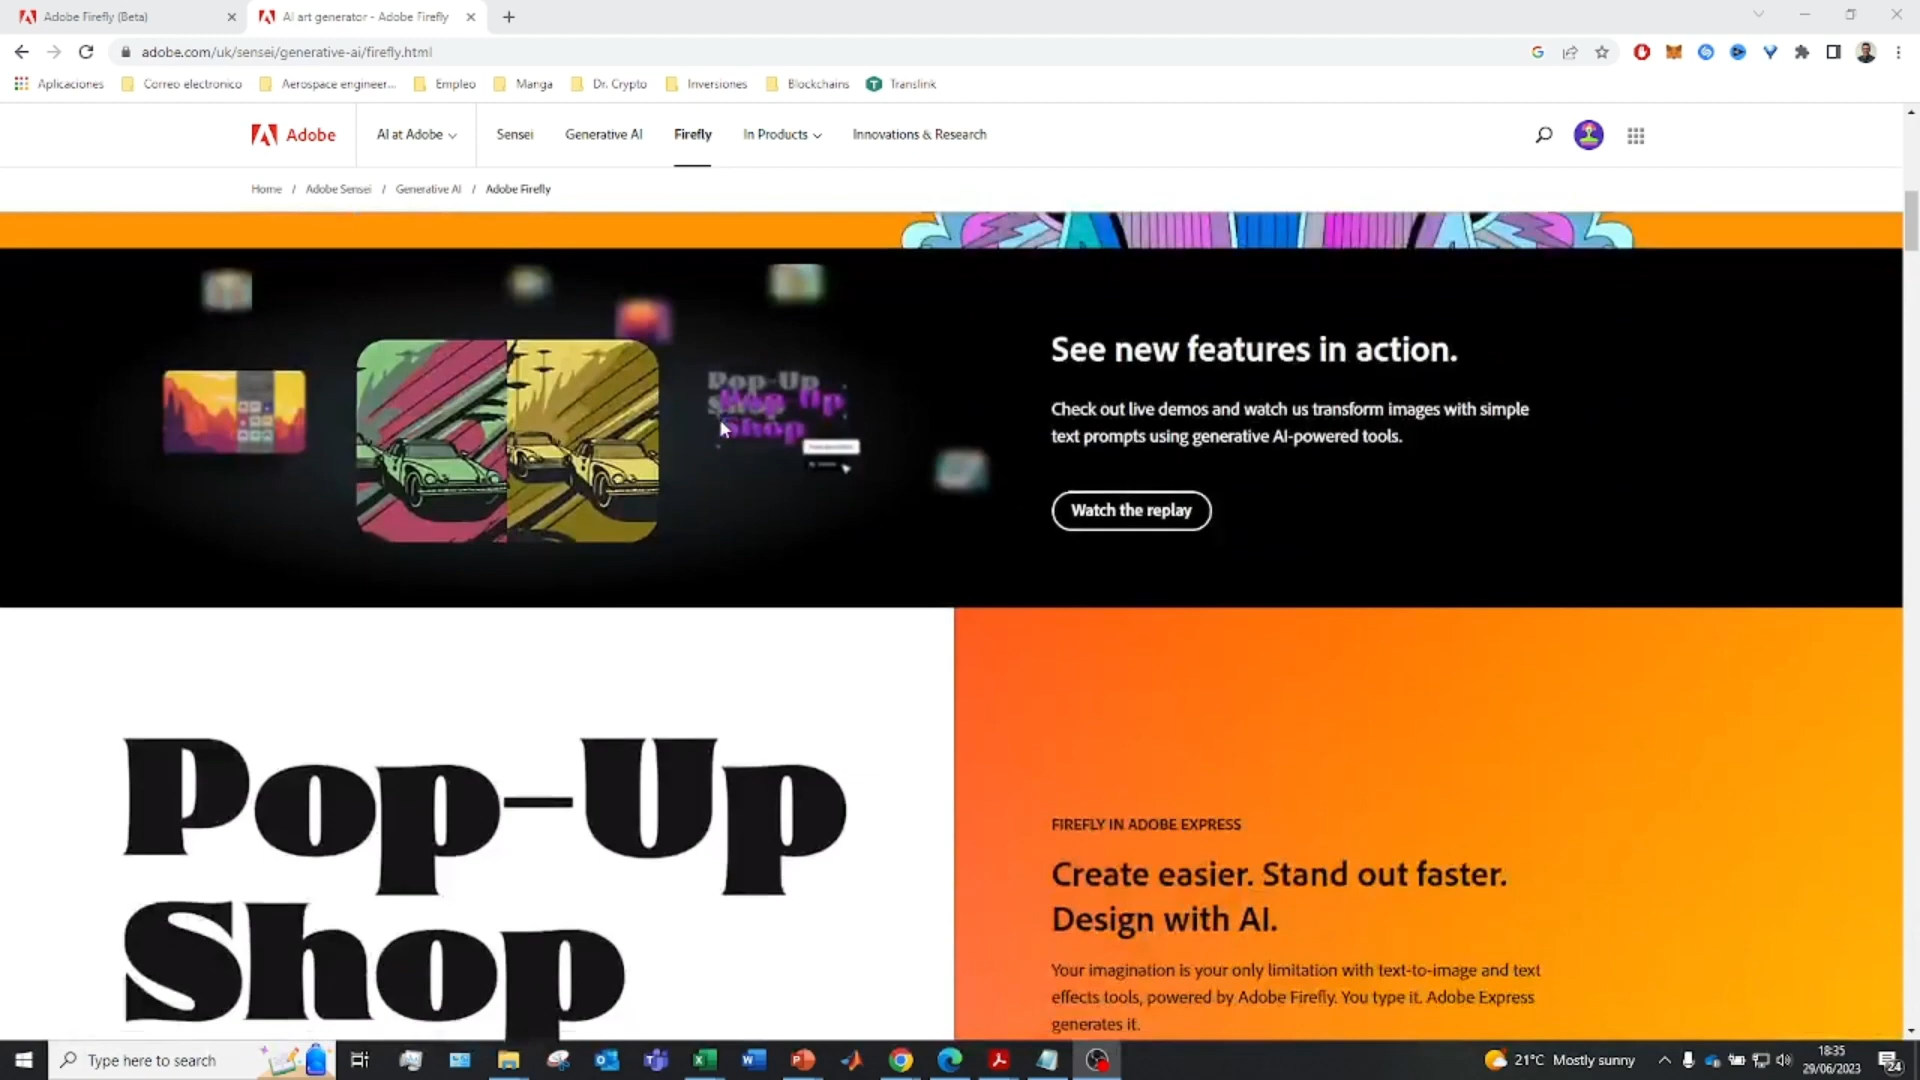 Adobe Firefly (Beta)
AI art generator - Adobe Firefly
adobe.com/uk/sensei/generative-ai/firefly.html
Aplicaciones
Correo electronico
Aerospace engineer...
Empleo
Manga
Dr. Crypto
Inversiones
Blockchains
Translink
Adobe
AI at Adobe
Sensei
Generative AI
Firefly
In Products
Innovations & Research
Home / Adobe Sensei / Generative AI / Adobe Firefly
Pop-Up
Pop-Up
Shop
See new features in action.
Check out live demos and watch us transform images with simple
text prompts using generative AI-powered tools.
Watch the replay
Pop-Up
Shop
FIREFLY IN ADOBE EXPRESS
Create easier. Stand out faster.
Design with AI.
Your imagination is your only limitation with text-to-image and text
effects tools, powered by Adobe Firefly. You type it. Adobe Express
generates it.
Type here to search
21°C Mostly sunny
18:35
29/06/2023
24